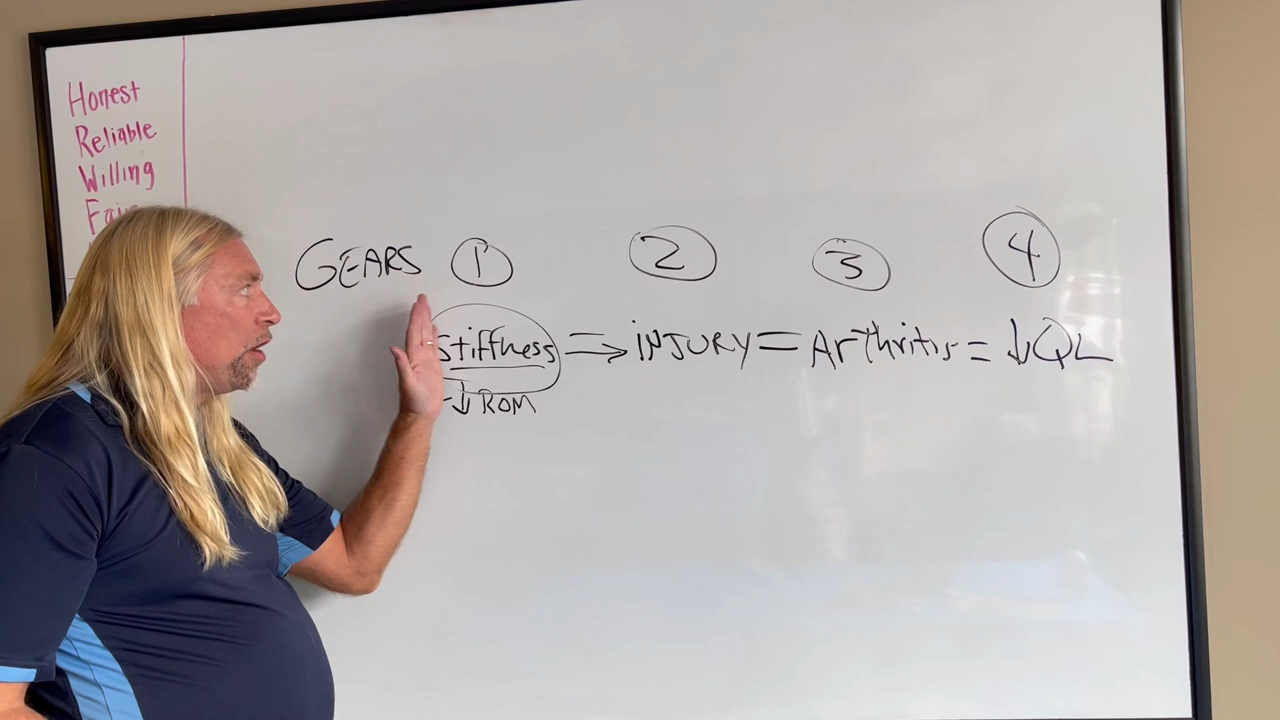 Honest
Reliable
Willing
GEARS 1 2 3 4
Stiffness => INJURY = Arthritis = ↓QL
-↓ ROM